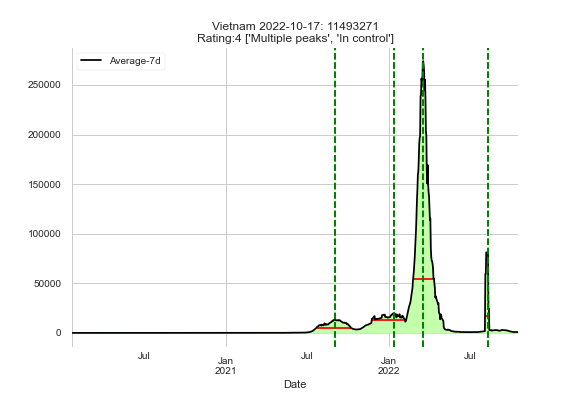 Vietnam 2022-10-17: 11493271
Rating:4 ['Multiple peaks', 'In control']
Average-7d
250000
200000
150000
100000
50000
0
Jul
Jan
2021
Jul
Jan
2022
Jul
Date